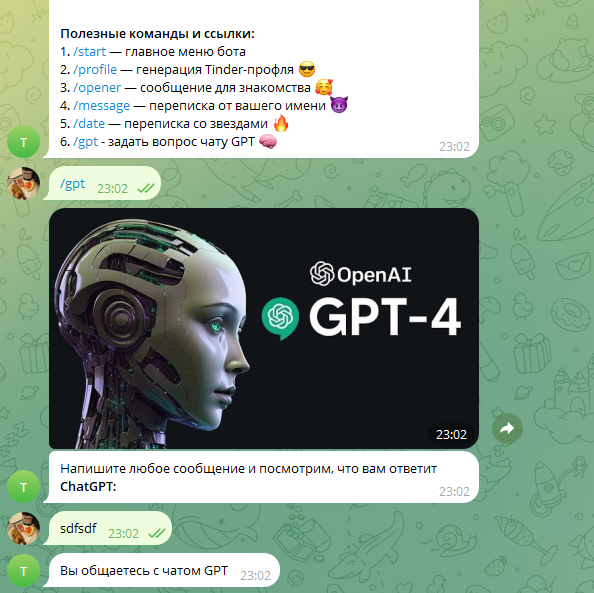 Полезные команды и ссылки:
1. /start — главное меню бота
2. /profile — генерация Tinder-профля 😎
3. /opener — сообщение для знакомства 🥰
4. /message — переписка от вашего имени 😈
5. /date — переписка со звездами 🔥
6. /gpt - задать вопрос чату GPT 🧠
23:02
T
/gpt 23:02
OpenAI
GPT-4
23:02
Напишите любое сообщение и посмотрим, что вам ответит
ChatGPT:
23:02
T
sdfsdf 23:02
T
Вы общаетесь с чатом GPT 23:02